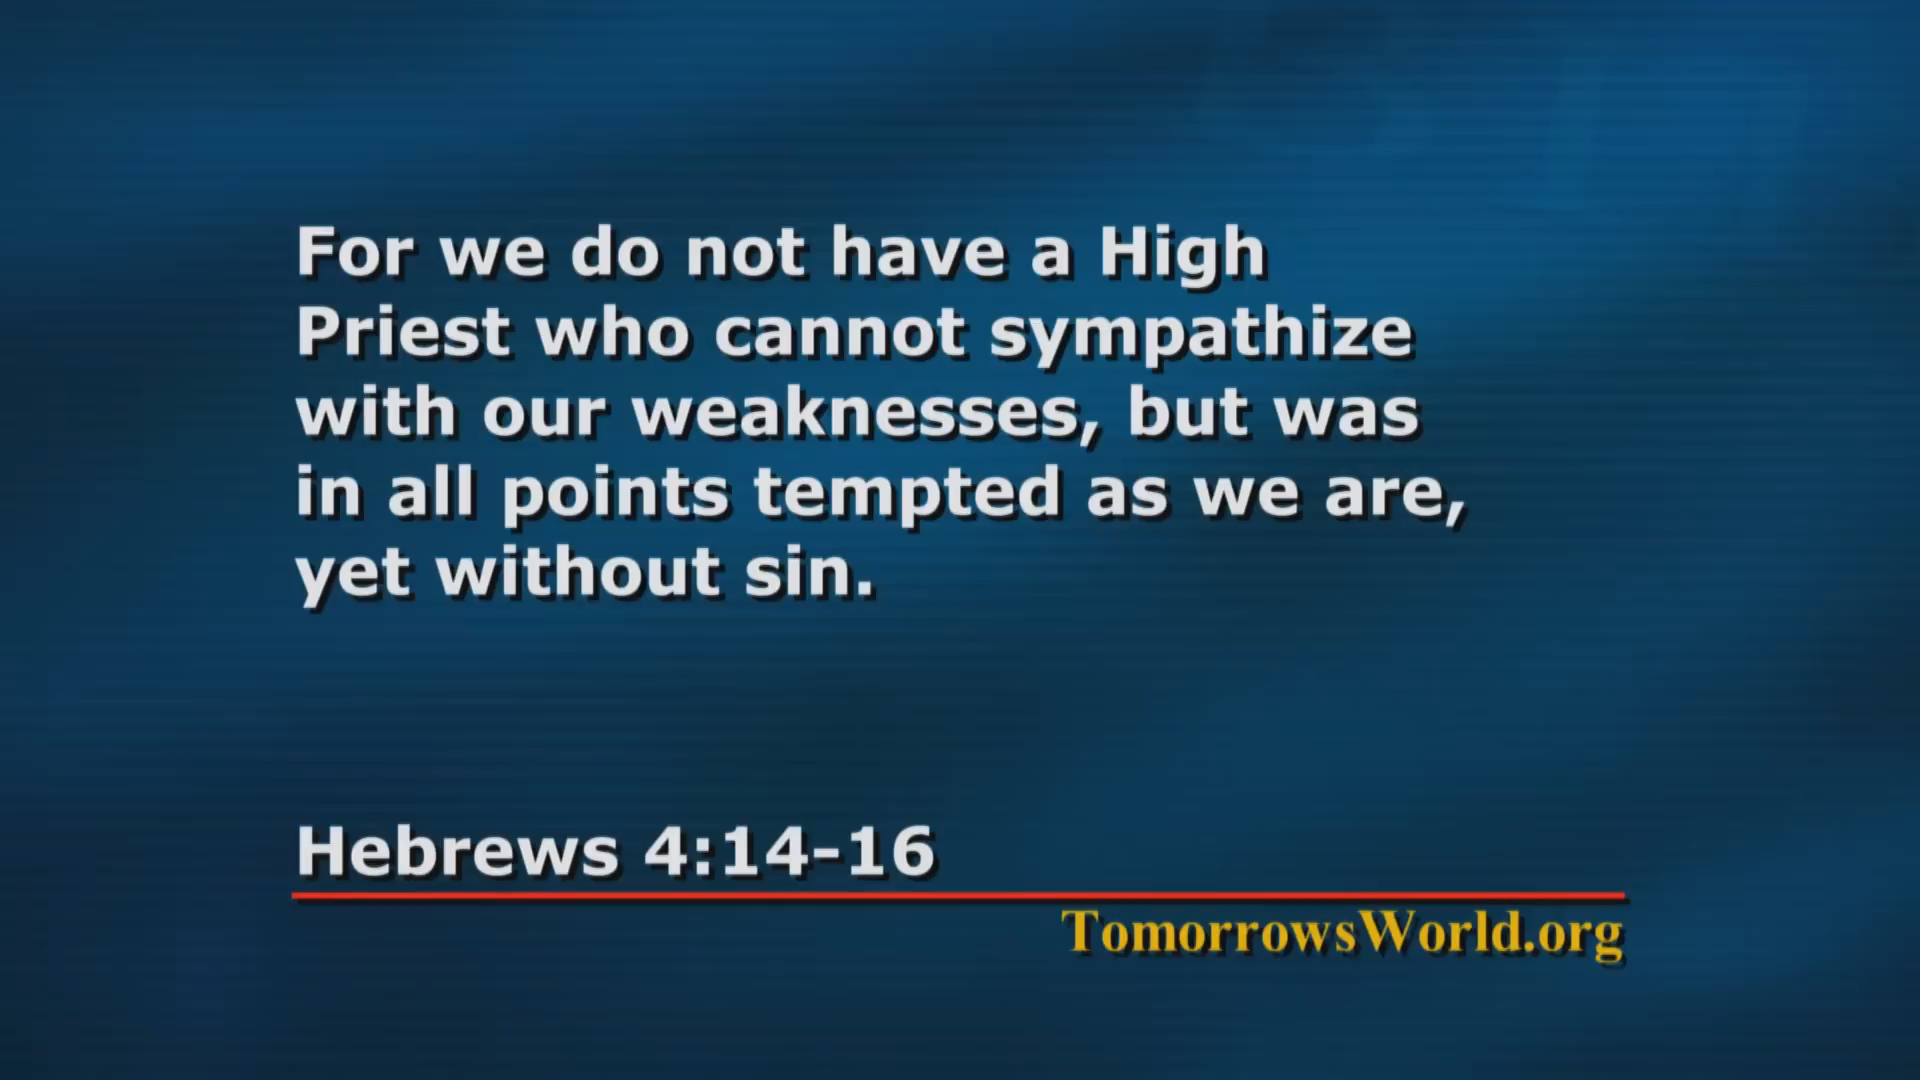 For we do not have a High
Priest who cannot sympathize
with our weaknesses, but was
in all points tempted as we are,
yet without sin.
Hebrews 4:14-16
TomorrowsWorld.org